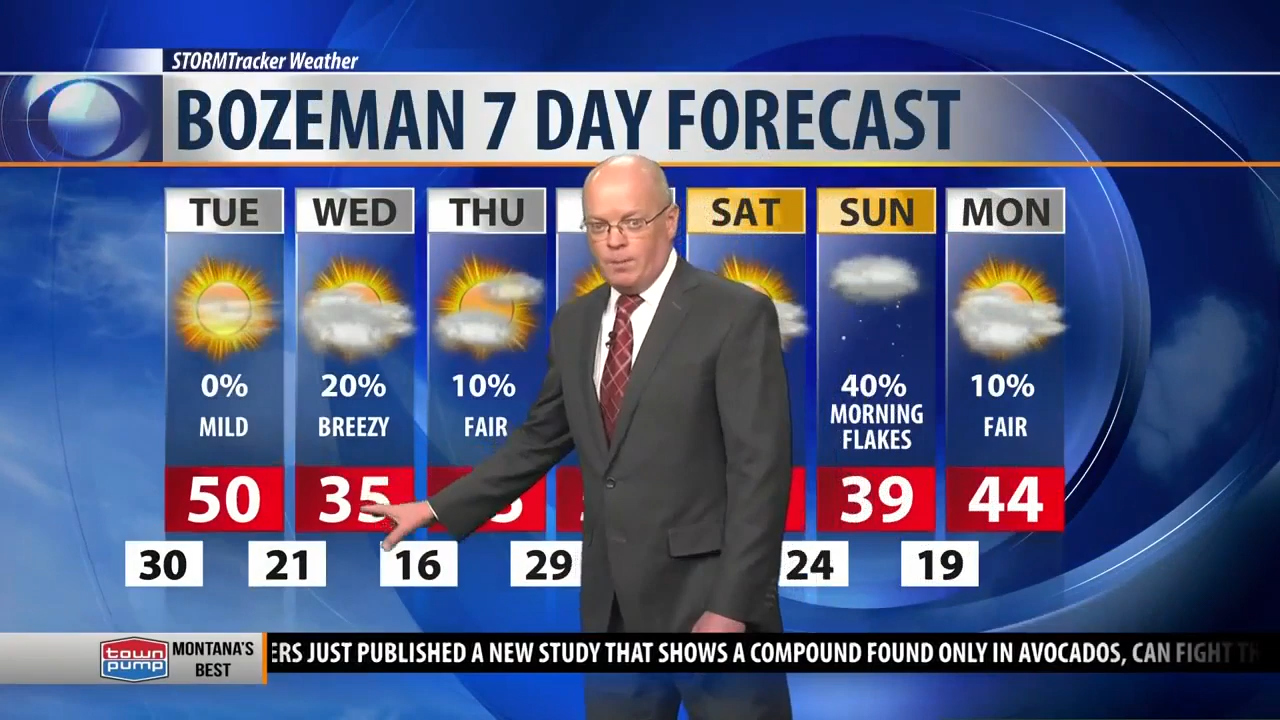 STORMTracker Weather
BOZEMAN 7 DAY FORECAST
TUE WED THU SAT SUN MON
0% 20% 10% 40% 10%
MILD BREEZY FAIR MORNING FLAKES FAIR
50 35 39 44
30 21 16 29 24 19
town pump
MONTANA'S BEST
ERS JUST PUBLISHED A NEW STUDY THAT SHOWS A COMPOUND FOUND ONLY IN AVOCADOS, CAN FIGHT TH